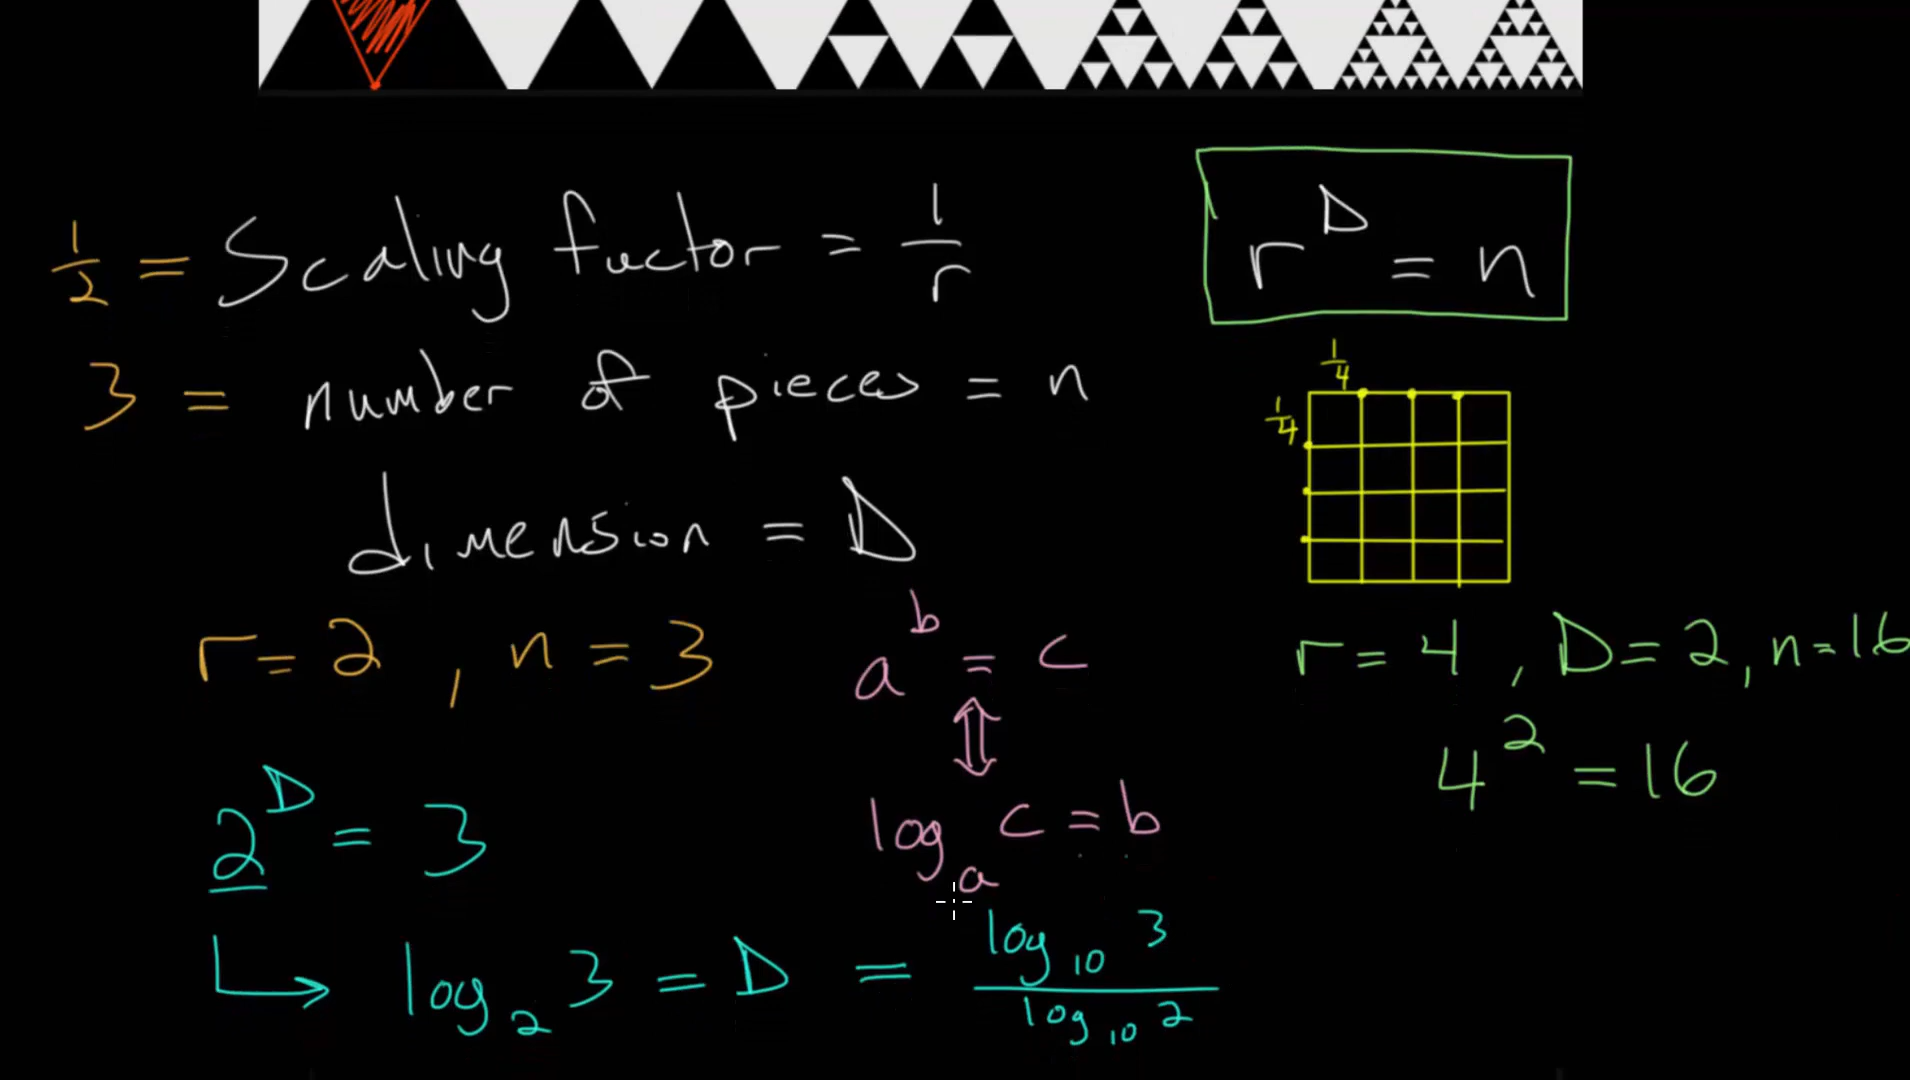 1/2 = Scaling factor = 1/r
3 = number of pieces = n
dimension = D
r = 2 , n = 3
2^D = 3
log_2 3 = D = log_10 3 / log_10 2
a^b = c
⇕
log_a c = b
r^D = n
1/4
1/4
r = 4 , D = 2, n = 16
4^2 = 16